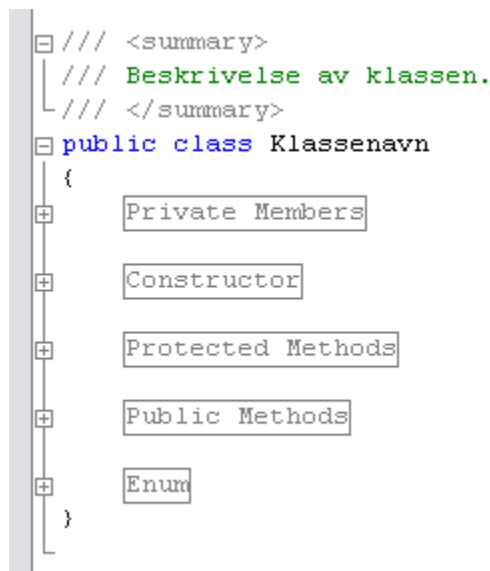 /// <summary>
/// Beskrivelse av klassen.
/// </summary>
public class Klassenavn
{
Private Members
Constructor
Protected Methods
Public Methods
Enum
}